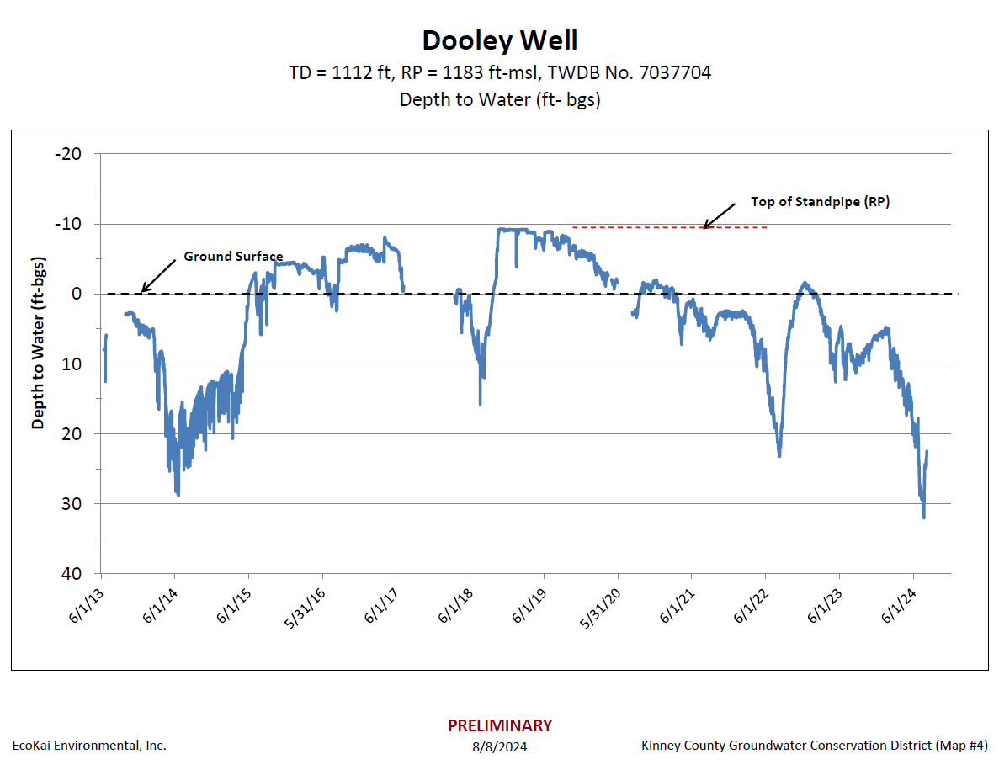 Dooley Well
TD = 1112 ft, RP = 1183 ft-msl, TWDB No. 7037704
Depth to Water (ft- bgs)
-20
-10
0
10
20
30
40
Depth to Water (ft-bgs)
Ground Surface
Top of Standpipe (RP)
6/1/13
6/1/14
6/1/15
5/31/16
6/1/17
6/1/18
6/1/19
5/31/20
6/1/21
6/1/22
6/1/23
6/1/24
PRELIMINARY
EcoKai Environmental, Inc.
8/8/2024
Kinney County Groundwater Conservation District (Map #4)